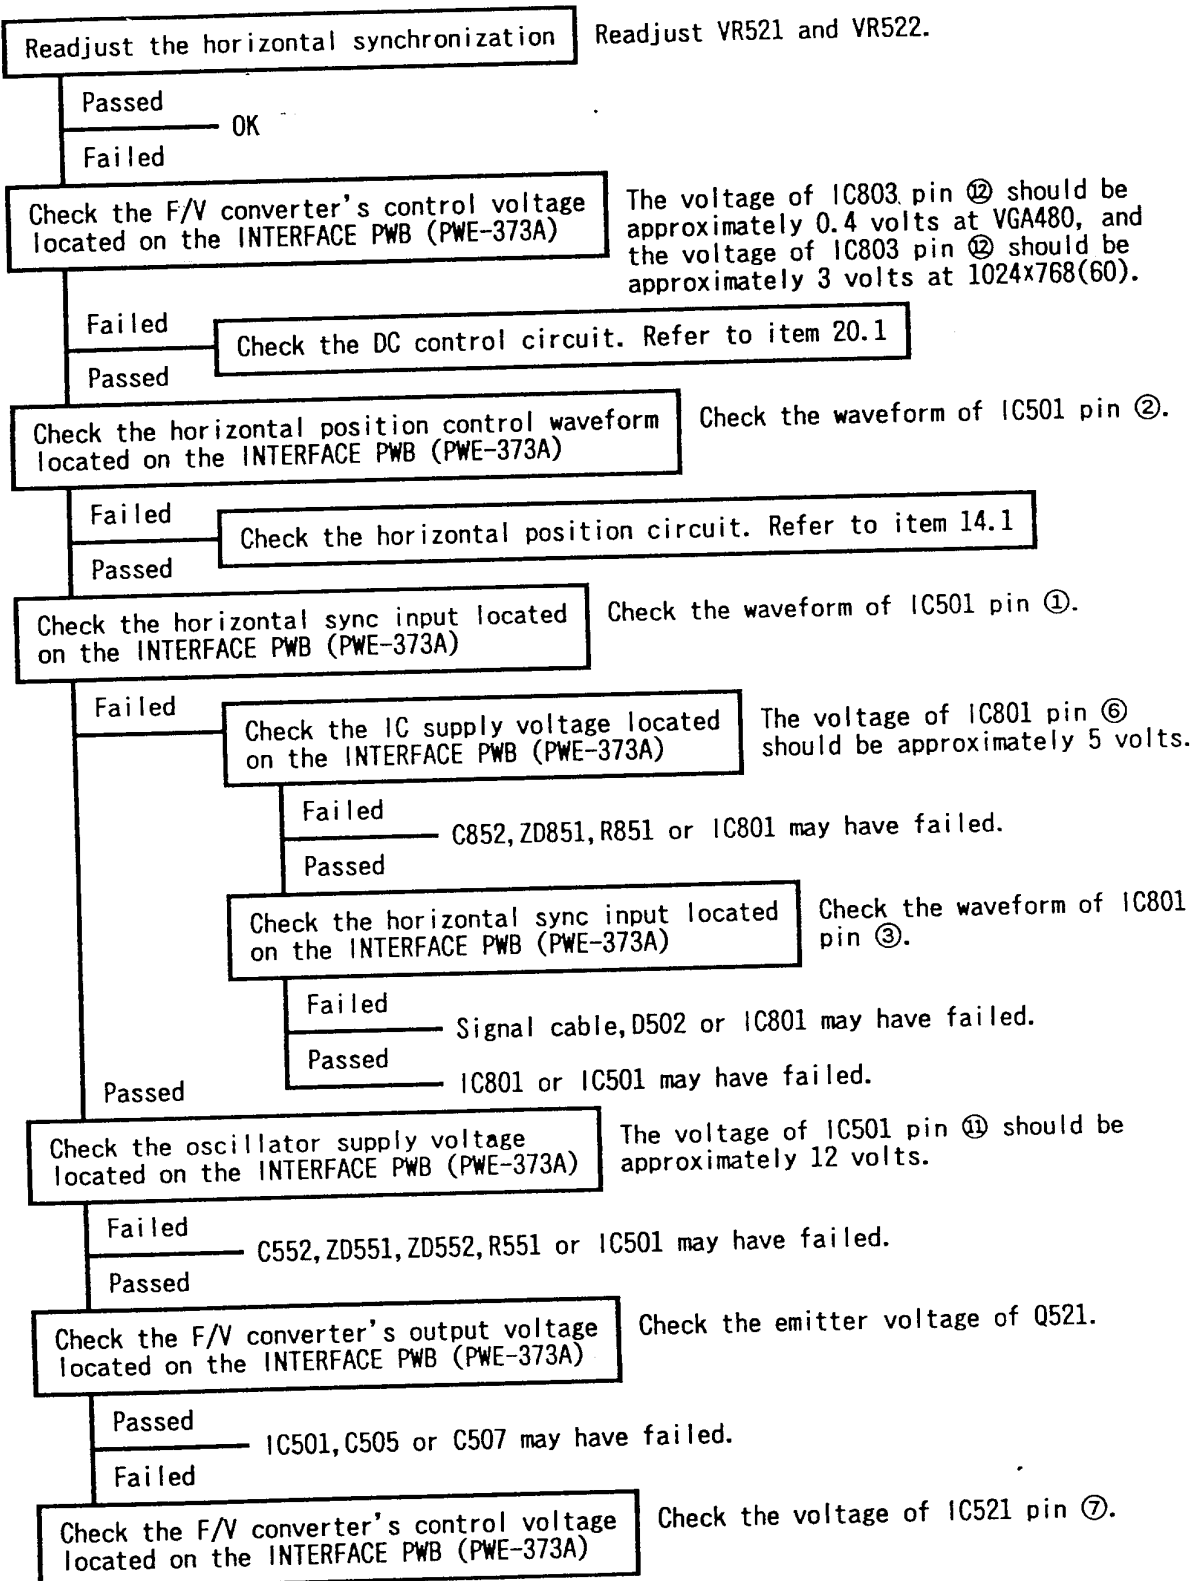 Readjust the horizontal synchronization
Readjust VR521 and VR522.
Passed
OK
Failed
Check the F/V converter's control voltage
located on the INTERFACE PWB (PWE-373A)
The voltage of IC803 pin ⑫ should be
approximately 0.4 volts at VGA480, and
the voltage of IC803 pin ⑫ should be
approximately 3 volts at 1024x768(60).
Failed
Check the DC control circuit. Refer to item 20.1
Passed
Check the horizontal position control waveform
located on the INTERFACE PWB (PWE-373A)
Check the waveform of IC501 pin ②.
Failed
Check the horizontal position circuit. Refer to item 14.1
Passed
Check the horizontal sync input located
on the INTERFACE PWB (PWE-373A)
Check the waveform of IC501 pin ①.
Failed
Check the IC supply voltage located
on the INTERFACE PWB (PWE-373A)
The voltage of IC801 pin ⑥
should be approximately 5 volts.
Failed
C852,ZD851,R851 or IC801 may have failed.
Passed
Check the horizontal sync input located
on the INTERFACE PWB (PWE-373A)
Check the waveform of IC801
pin ③.
Failed
Signal cable,D502 or IC801 may have failed.
Passed
IC801 or IC501 may have failed.
Passed
Check the oscillator supply voltage
located on the INTERFACE PWB (PWE-373A)
The voltage of IC501 pin ⑪ should be
approximately 12 volts.
Failed
C552,ZD551,ZD552,R551 or IC501 may have failed.
Passed
Check the F/V converter's output voltage
located on the INTERFACE PWB (PWE-373A)
Check the emitter voltage of Q521.
Passed
IC501,C505 or C507 may have failed.
Failed
Check the F/V converter's control voltage
located on the INTERFACE PWB (PWE-373A)
Check the voltage of IC521 pin ⑦.